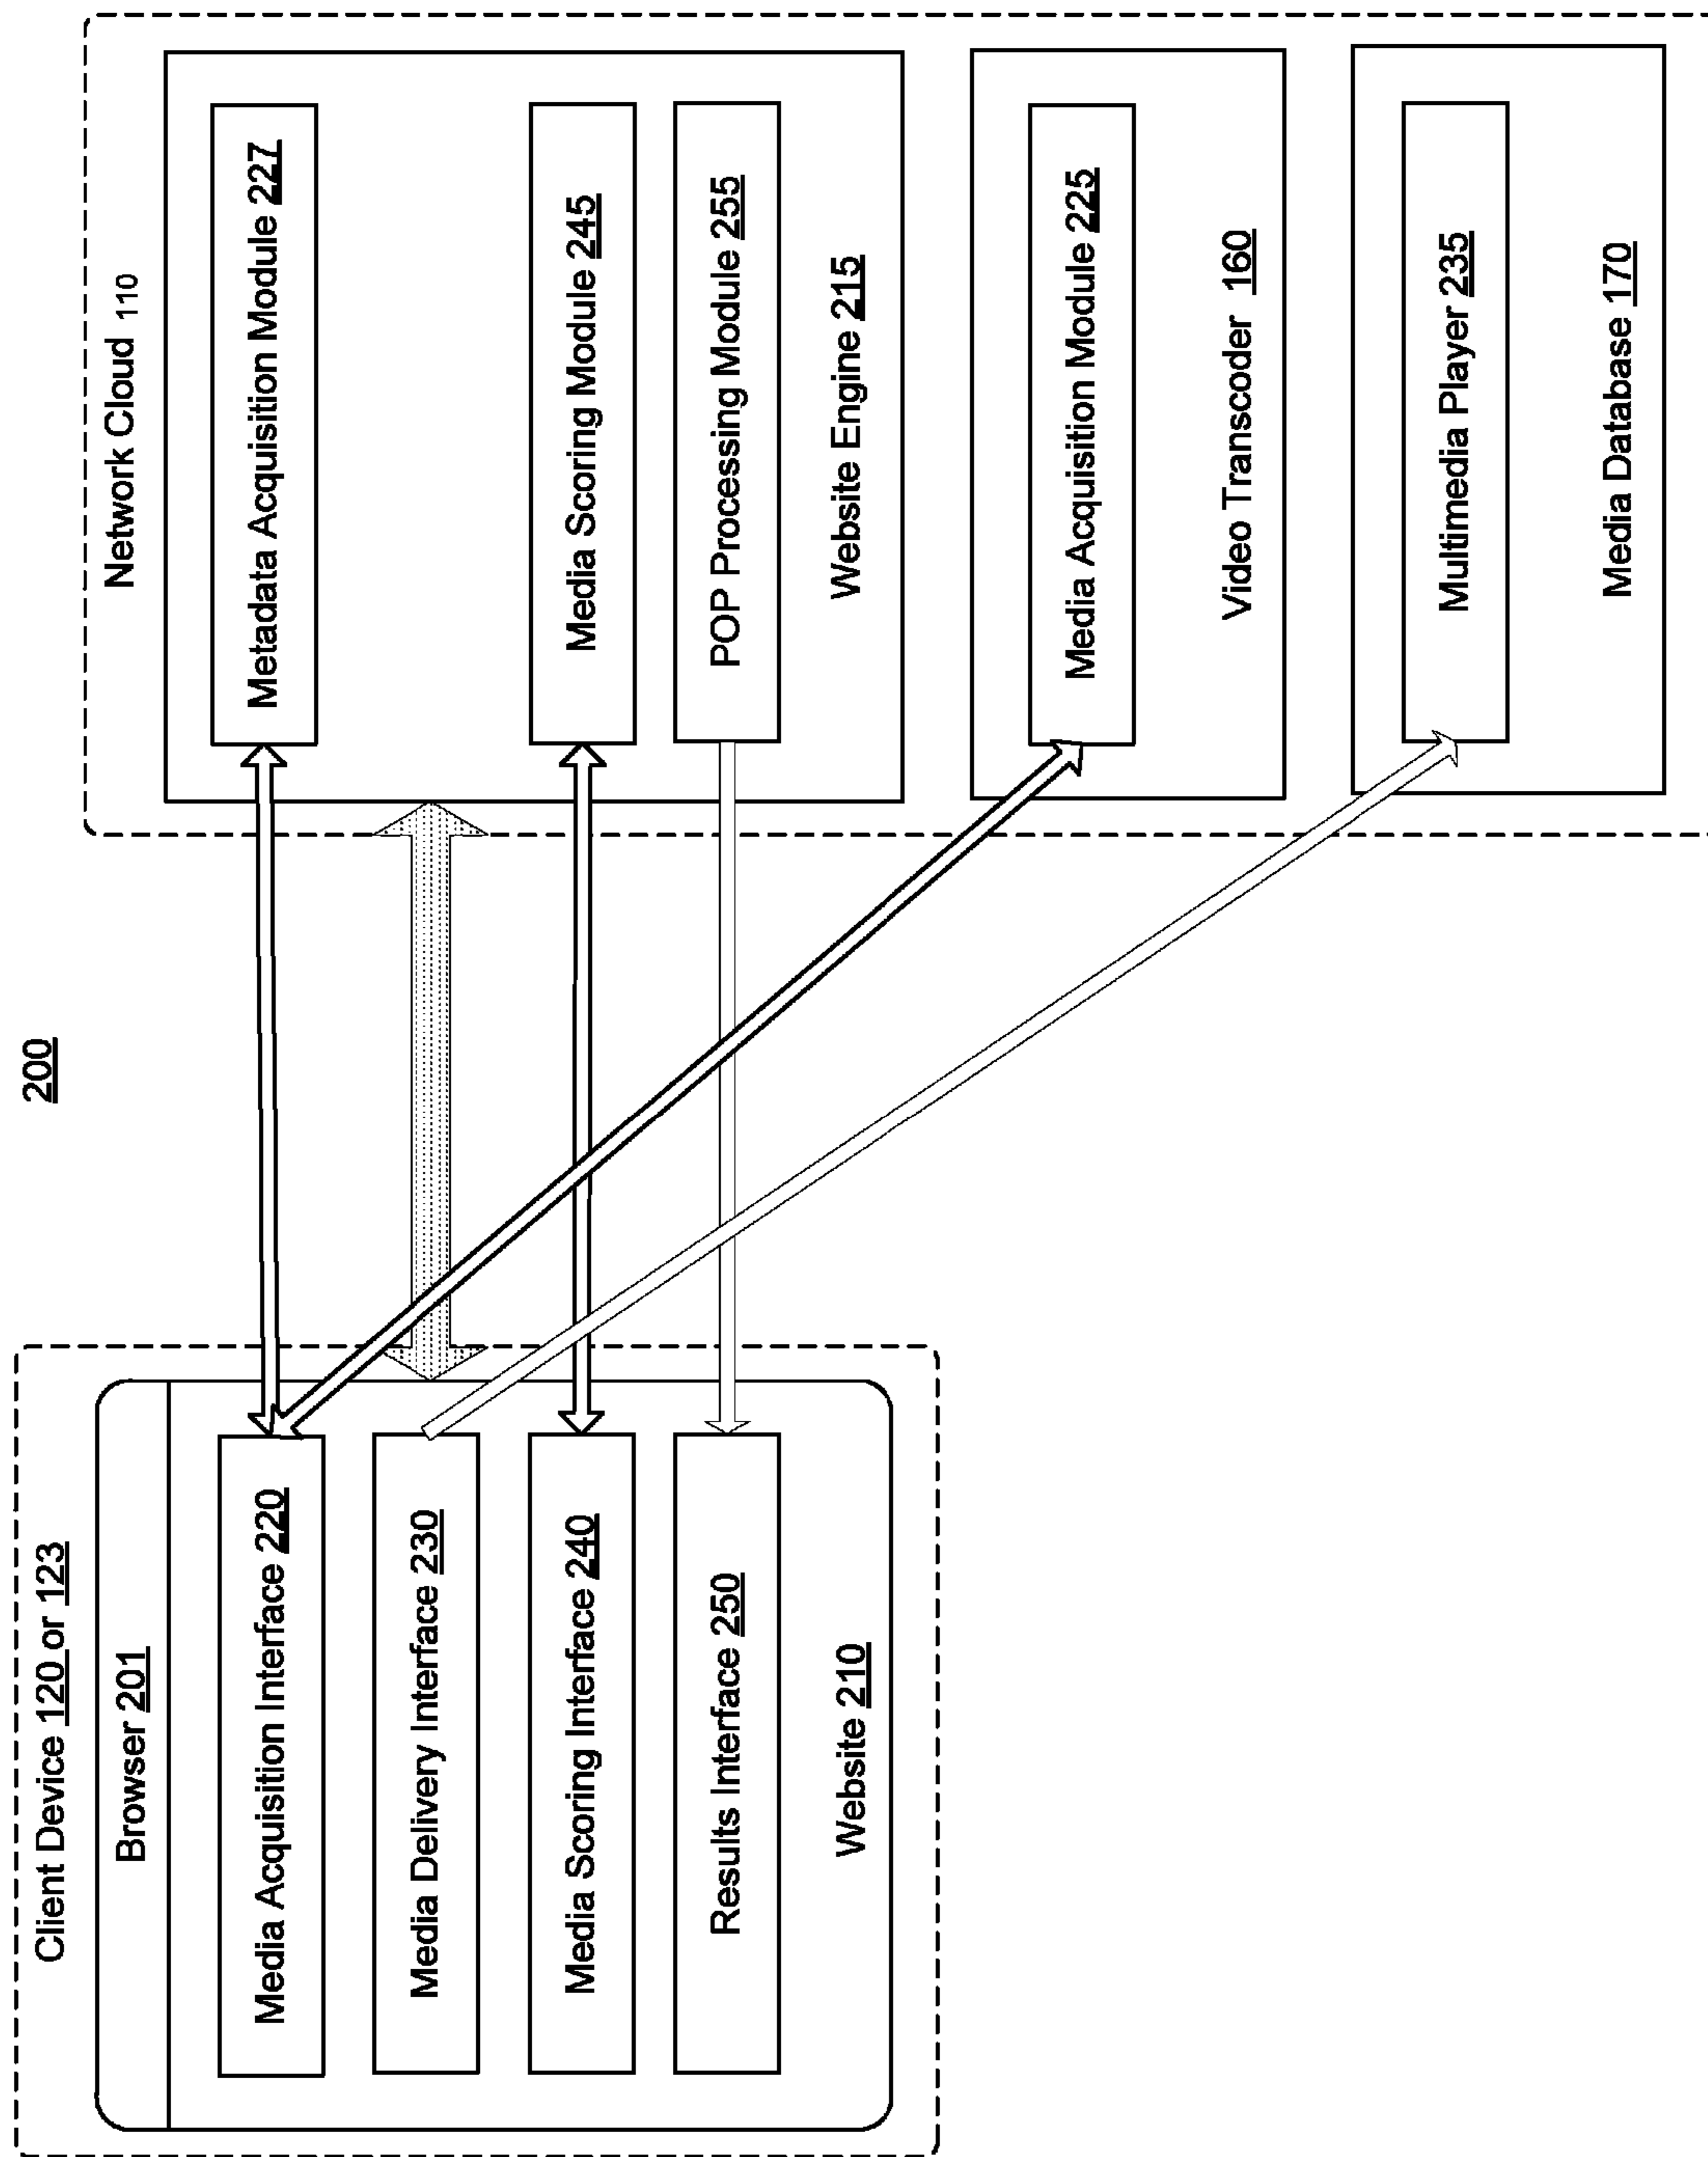 200
Client Device 120 or 123
Browser 201
Media Acquisition Interface 220
Media Delivery Interface 230
Media Scoring Interface 240
Results Interface 250
Website 210
Network Cloud 110
Metadata Acquisition Module 227
Media Scoring Module 245
POP Processing Module 255
Website Engine 215
Media Acquisition Module 225
Video Transcoder 160
Multimedia Player 235
Media Database 170